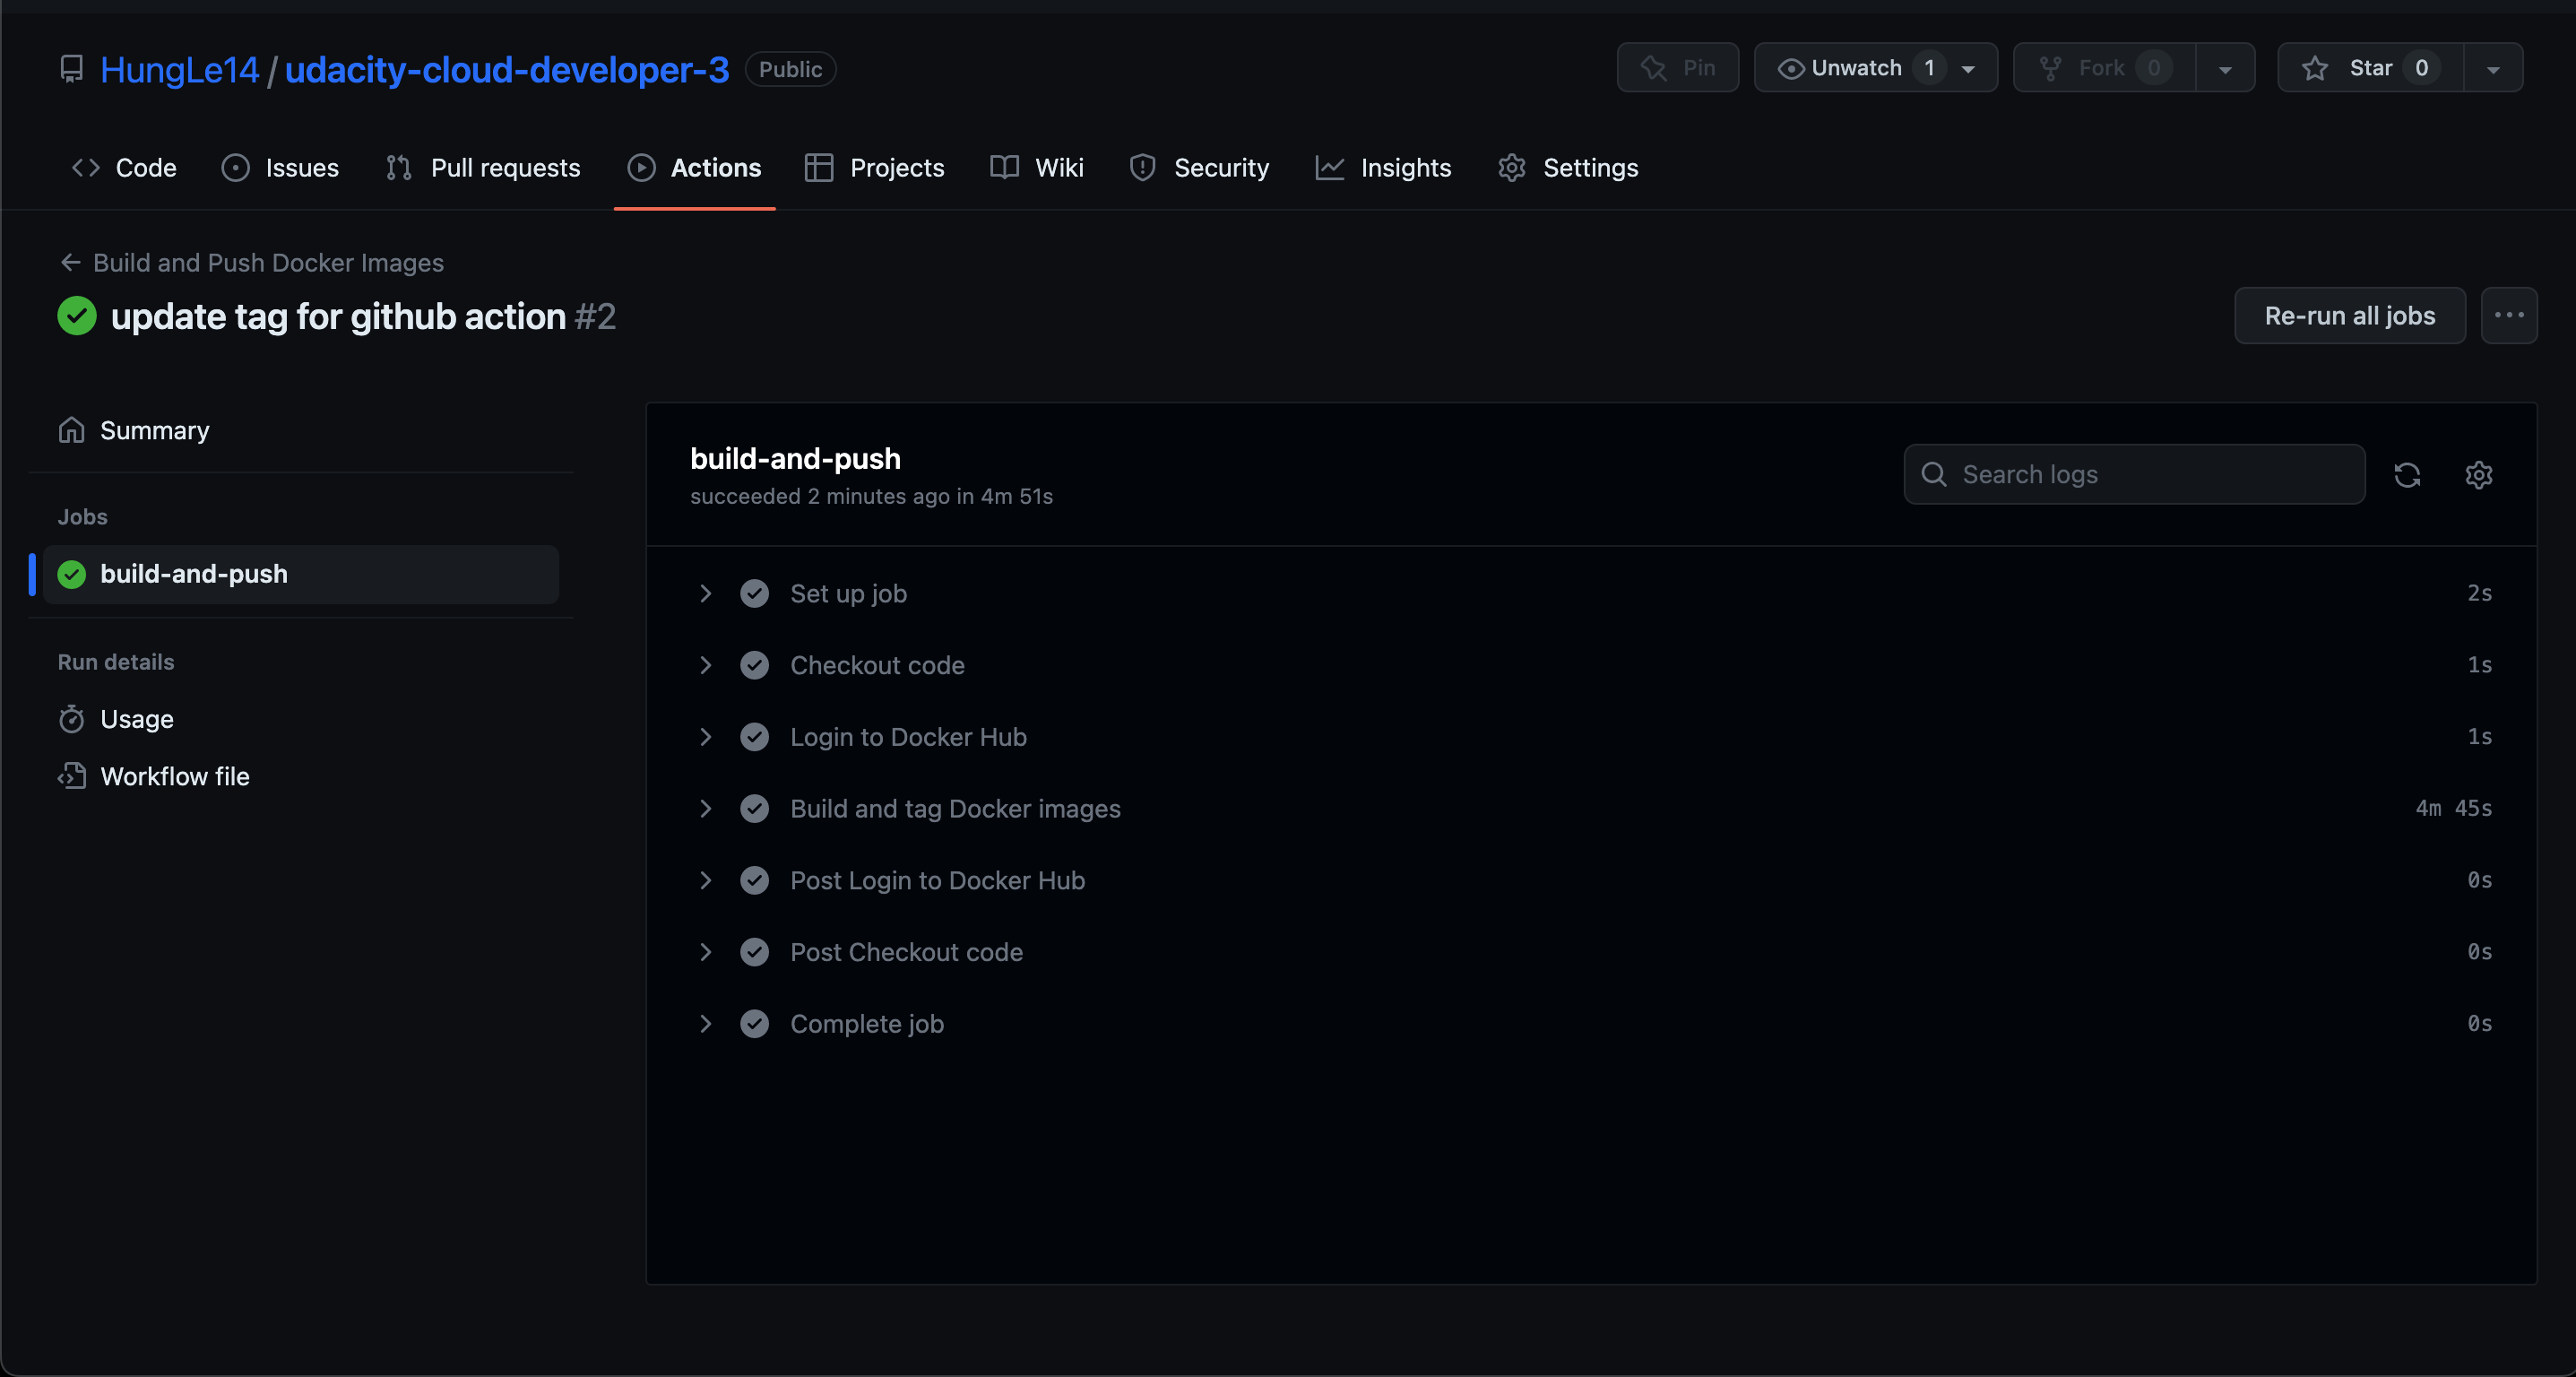 HungLe14 / udacity-cloud-developer-3 Public Pin Unwatch 1 Fork 0 Star 0
Code Issues Pull requests Actions Projects Wiki Security Insights Settings
← Build and Push Docker Images
update tag for github action #2
Re-run all jobs ...
Summary
Jobs
build-and-push
Run details
Usage
Workflow file
build-and-push
succeeded 2 minutes ago in 4m 51s
Search logs
Set up job 2s
Checkout code 1s
Login to Docker Hub 1s
Build and tag Docker images 4m 45s
Post Login to Docker Hub 0s
Post Checkout code 0s
Complete job 0s